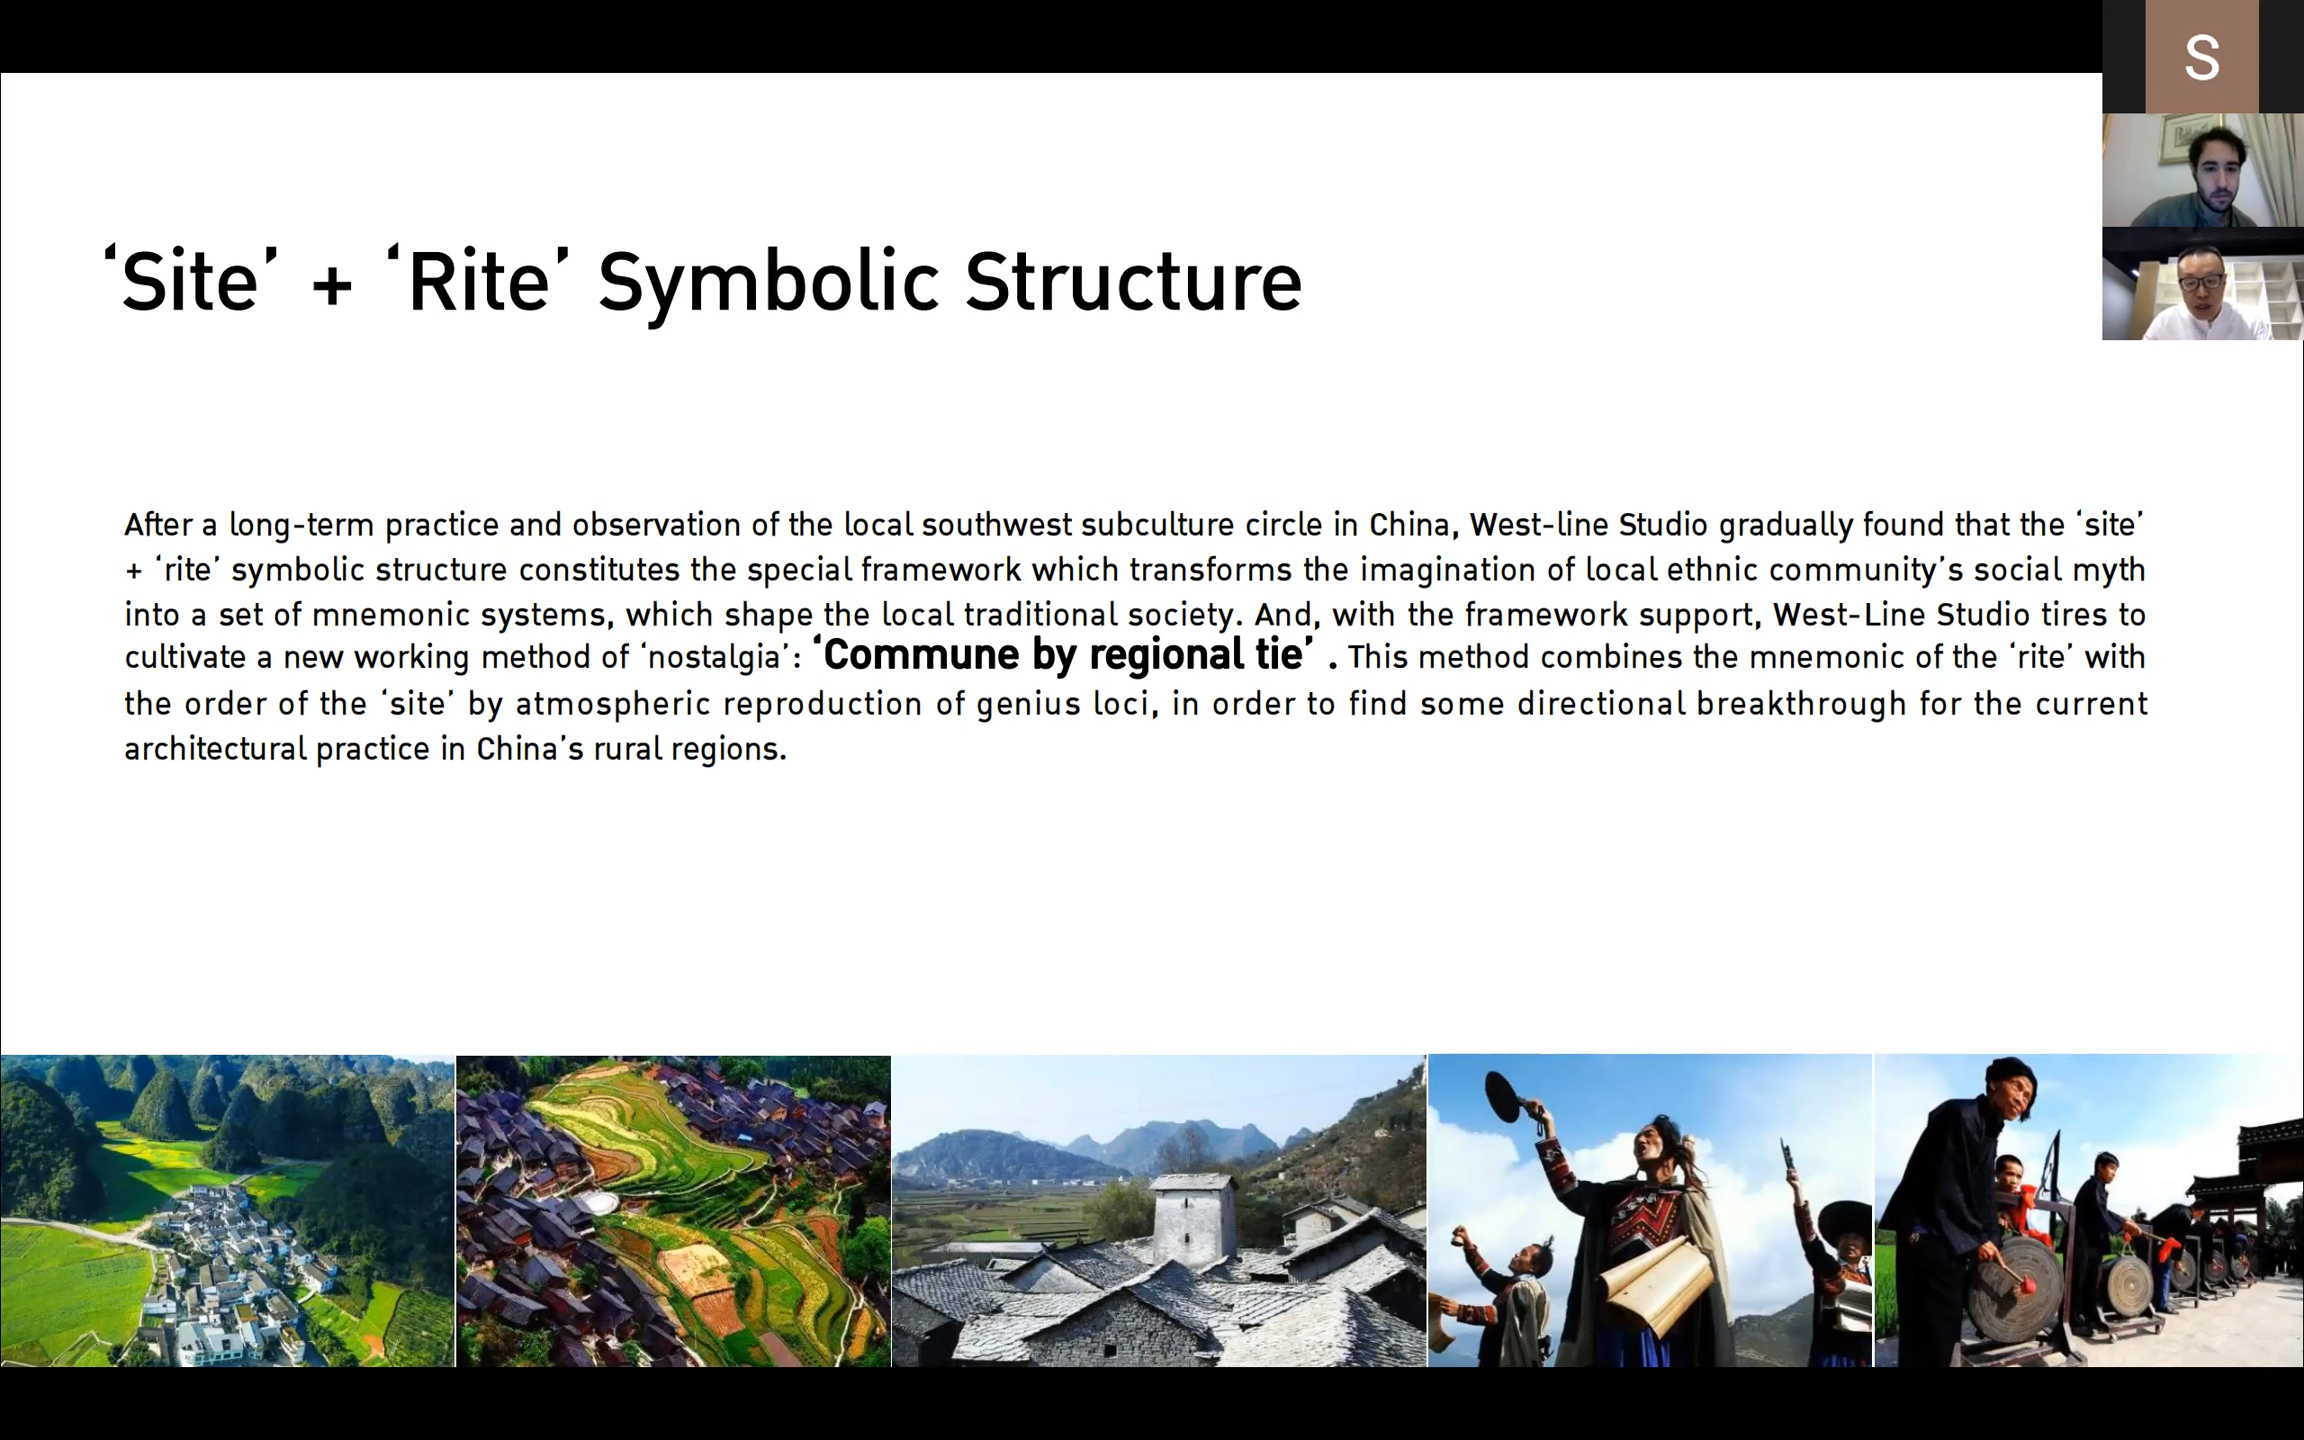 S
‘Site’ + ‘Rite’ Symbolic Structure
After a long-term practice and observation of the local southwest subculture circle in China, West-line Studio gradually found that the ‘site’
+ ‘rite’ symbolic structure constitutes the special framework which transforms the imagination of local ethnic community’s social myth
into a set of mnemonic systems, which shape the local traditional society. And, with the framework support, West-Line Studio tires to
cultivate a new working method of ‘nostalgia’: ‘Commune by regional tie’ . This method combines the mnemonic of the ‘rite’ with
the order of the ‘site’ by atmospheric reproduction of genius loci, in order to find some directional breakthrough for the current
architectural practice in China’s rural regions.